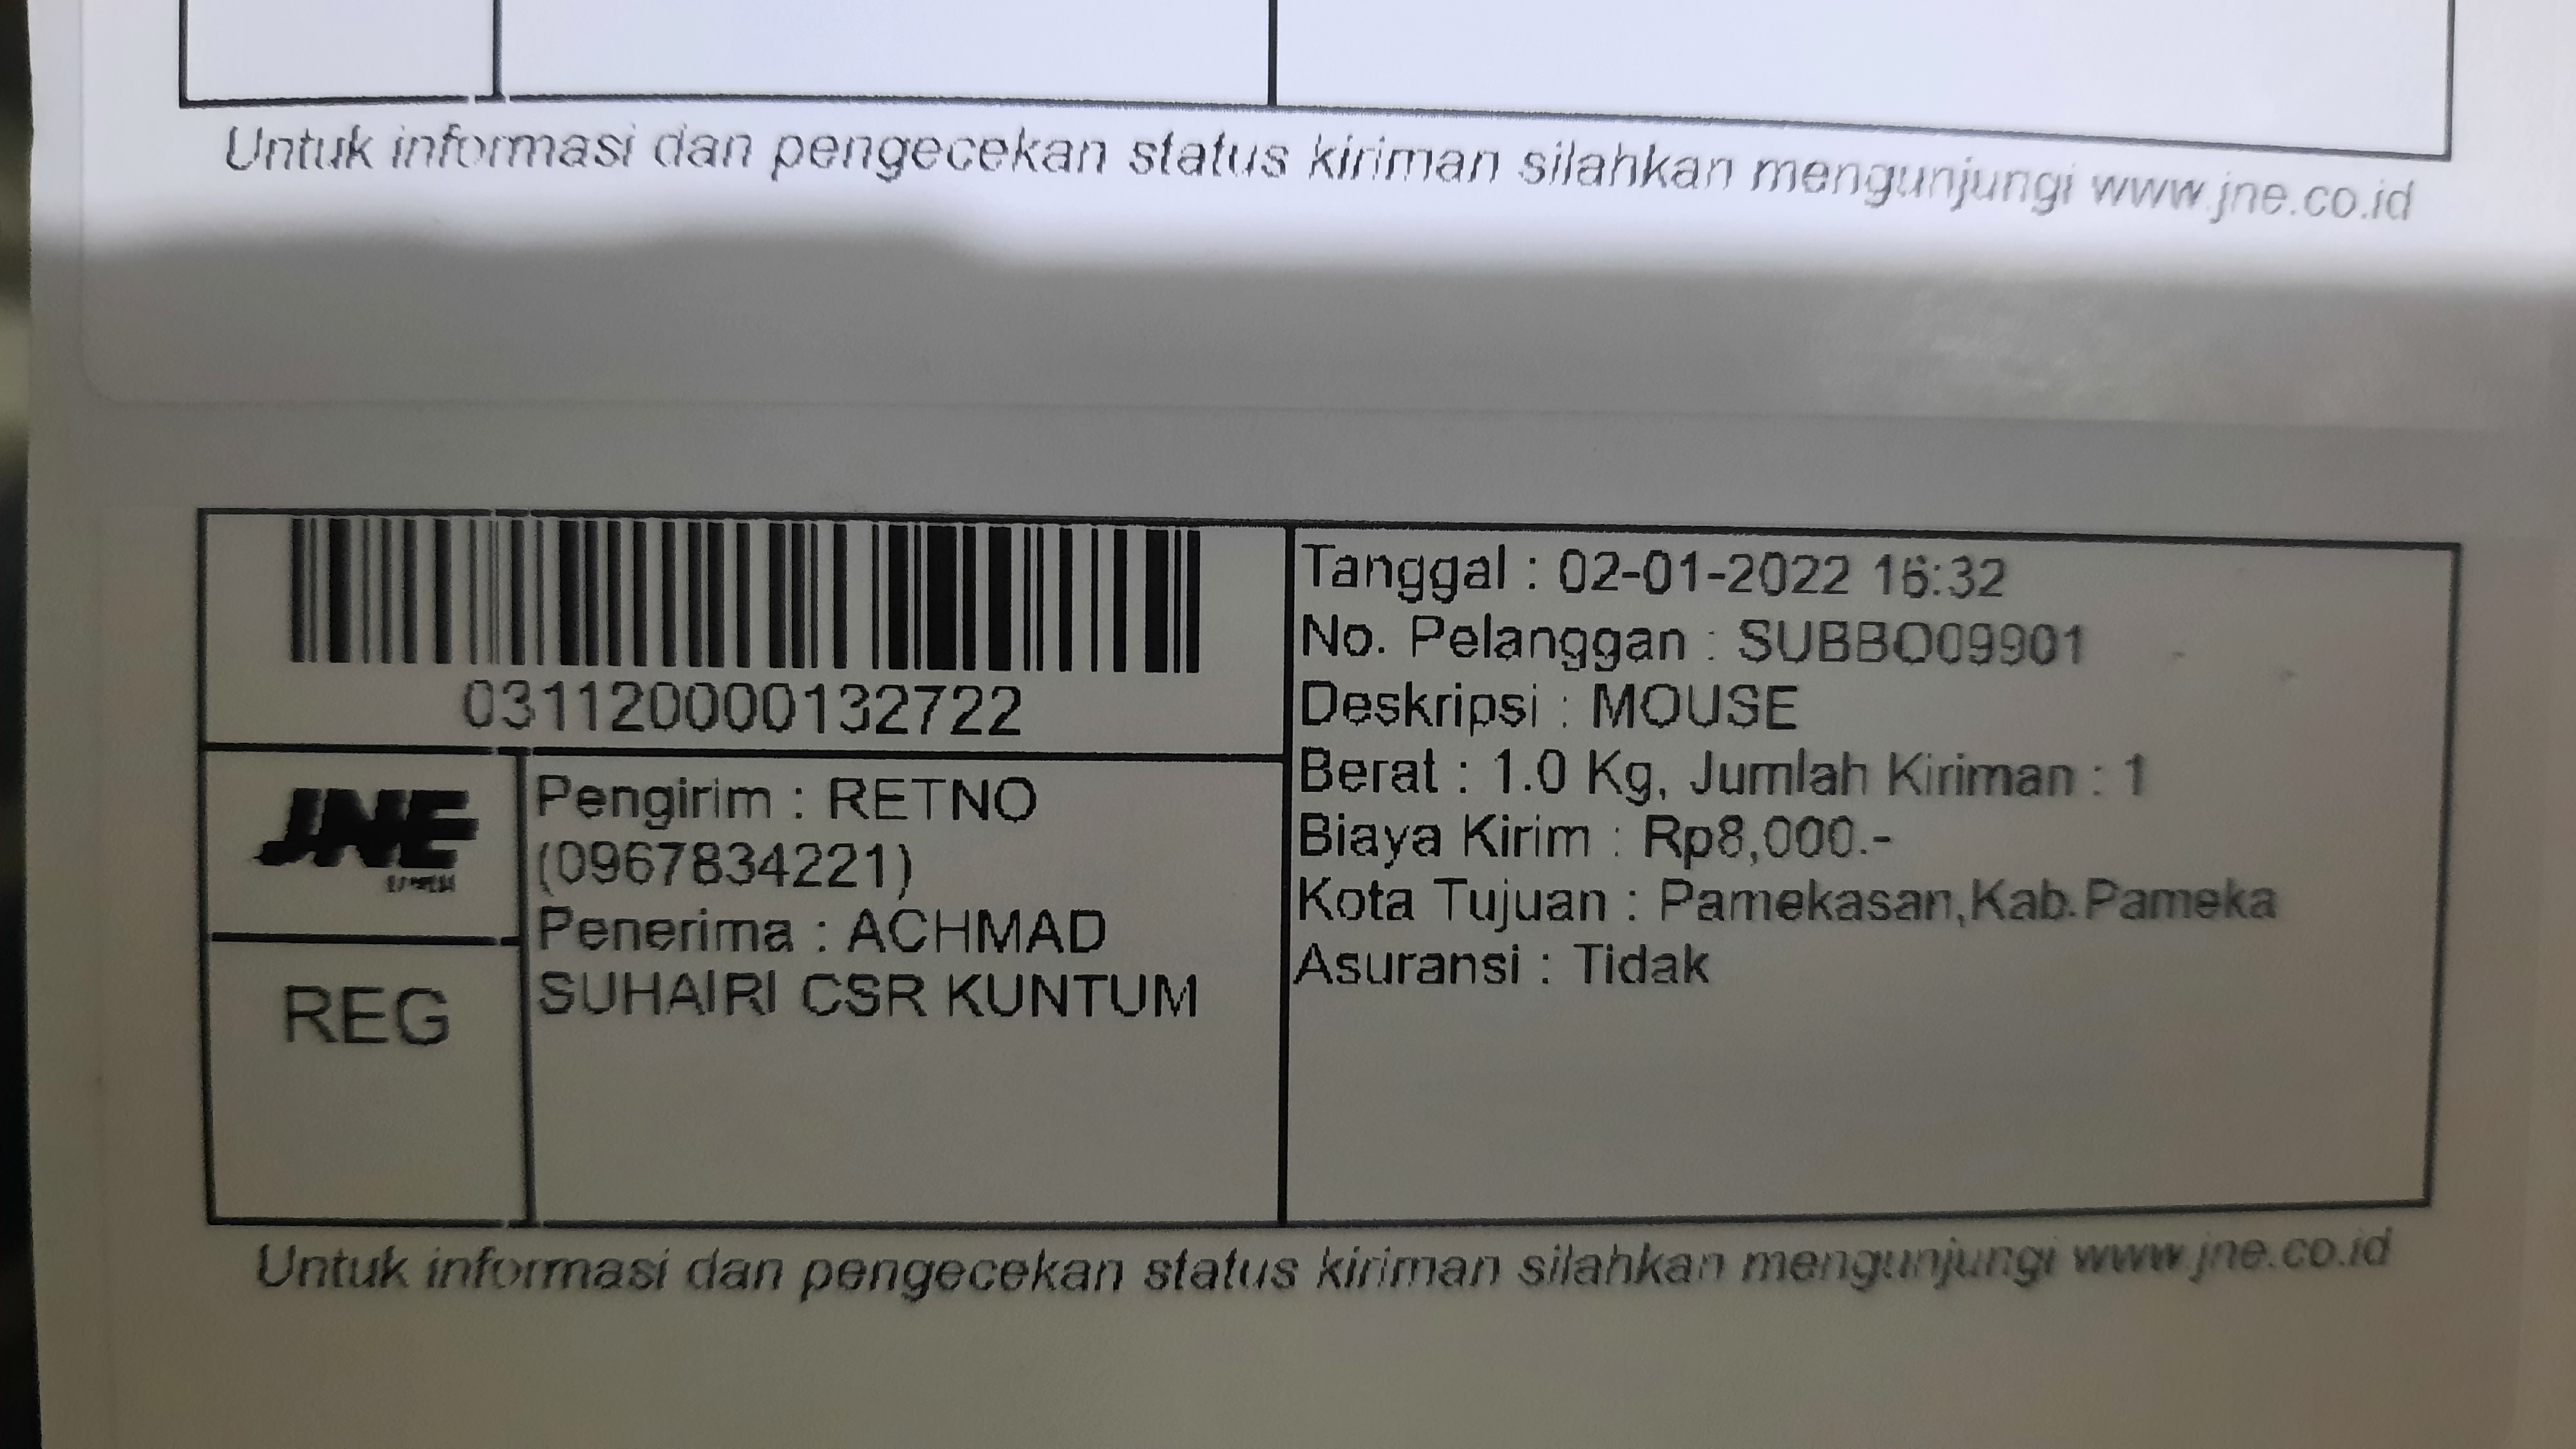 031120000132722
JNE
REG
Pengirim : RETNO
(0967834221)
Penerima : ACHMAD
SUHAIRI CSR KUNTUM
Tanggal : 02-01-2022 16:32
No. Pelanggan : SUBBO09901
Deskripsi : MOUSE
Berat : 1.0 Kg, Jumlah Kiriman : 1
Biaya Kirim : Rp8,000.-
Kota Tujuan : Pamekasan,Kab.Pameka
Asuransi : Tidak
Untuk informasi dan pengecekan status kiriman silahkan mengunjungi www.jne.co.id
Untuk informasi dan pengecekan status kiriman silahkan mengunjungi www.jne.co.id